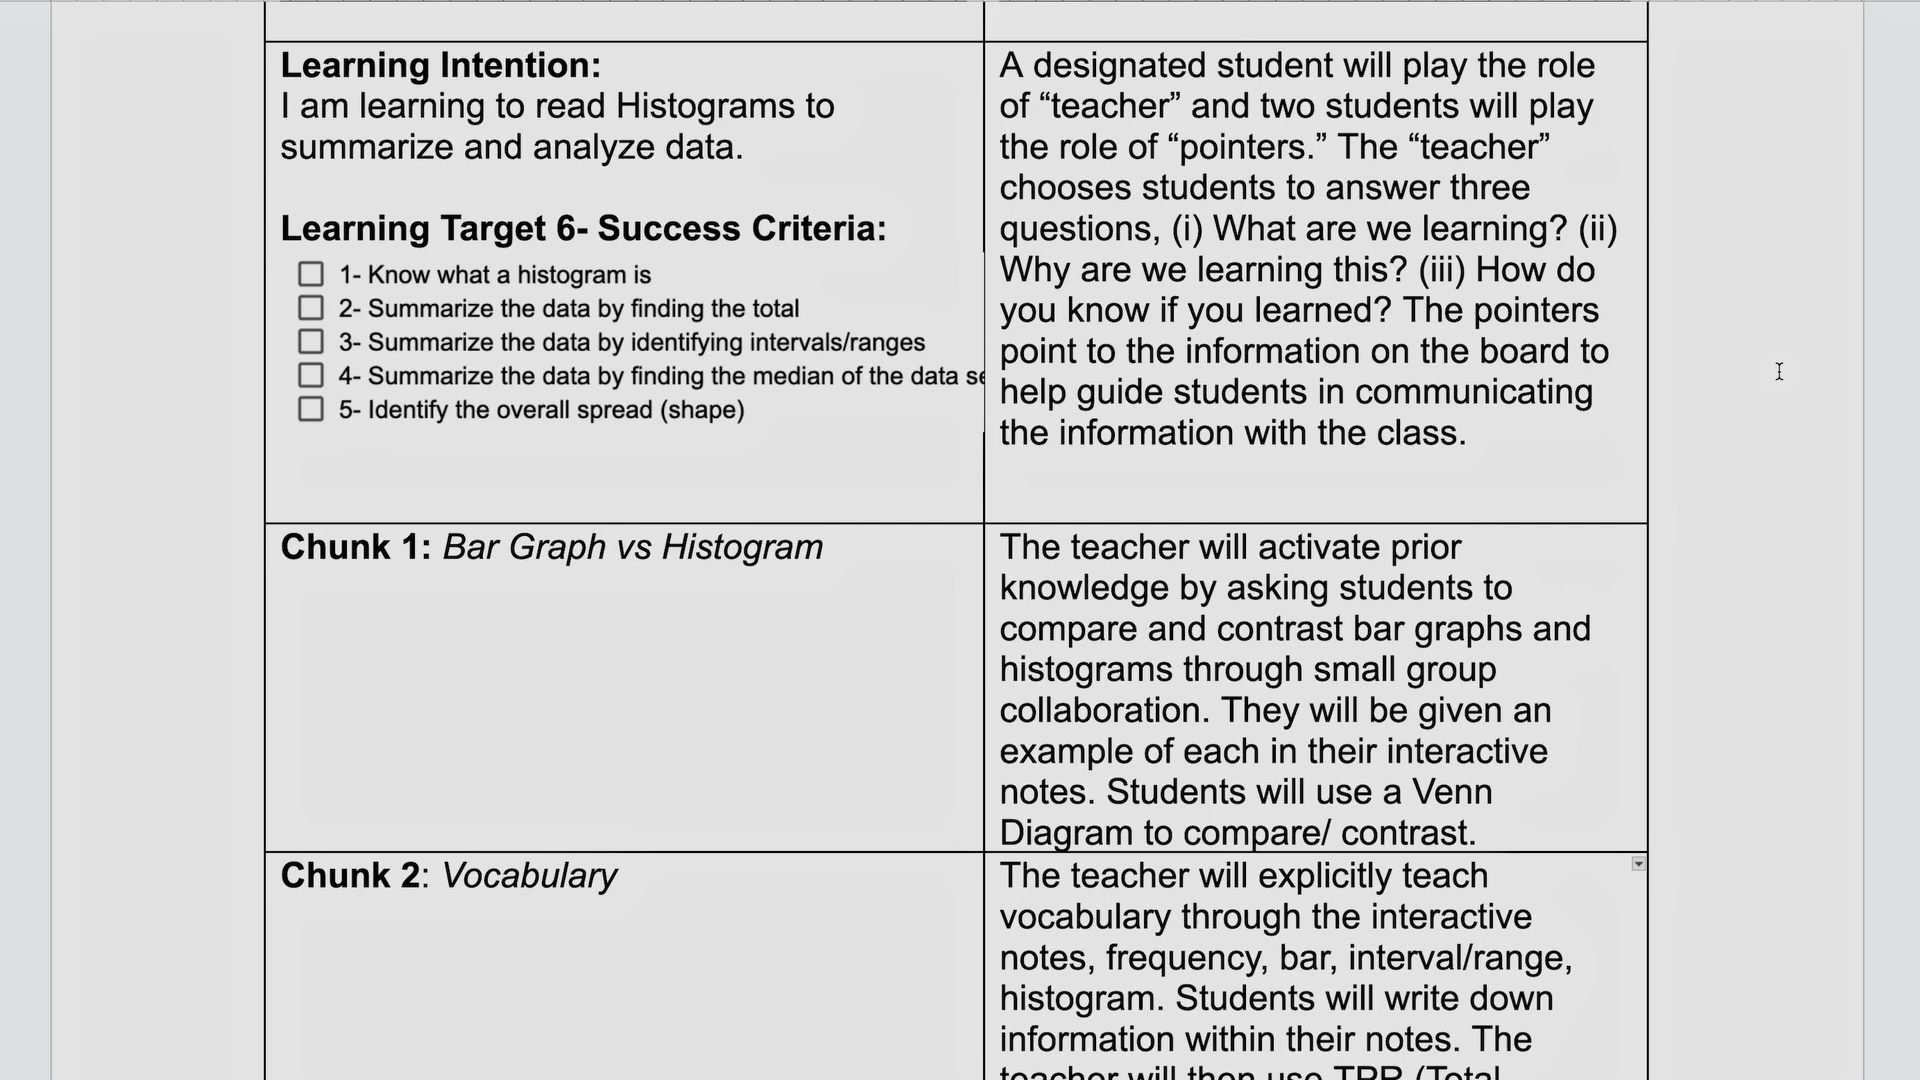 Learning Intention:
I am learning to read Histograms to
summarize and analyze data.
Learning Target 6- Success Criteria:
1- Know what a histogram is
2- Summarize the data by finding the total
3- Summarize the data by identifying intervals/ranges
4- Summarize the data by finding the median of the data se
5- Identify the overall spread (shape)
A designated student will play the role
of “teacher” and two students will play
the role of “pointers.” The “teacher”
chooses students to answer three
questions, (i) What are we learning? (ii)
Why are we learning this? (iii) How do
you know if you learned? The pointers
point to the information on the board to
help guide students in communicating
the information with the class.
Chunk 1: Bar Graph vs Histogram
The teacher will activate prior
knowledge by asking students to
compare and contrast bar graphs and
histograms through small group
collaboration. They will be given an
example of each in their interactive
notes. Students will use a Venn
Diagram to compare/ contrast.
Chunk 2: Vocabulary
The teacher will explicitly teach
vocabulary through the interactive
notes, frequency, bar, interval/range,
histogram. Students will write down
information within their notes. The
teacher will then use TPR (Total